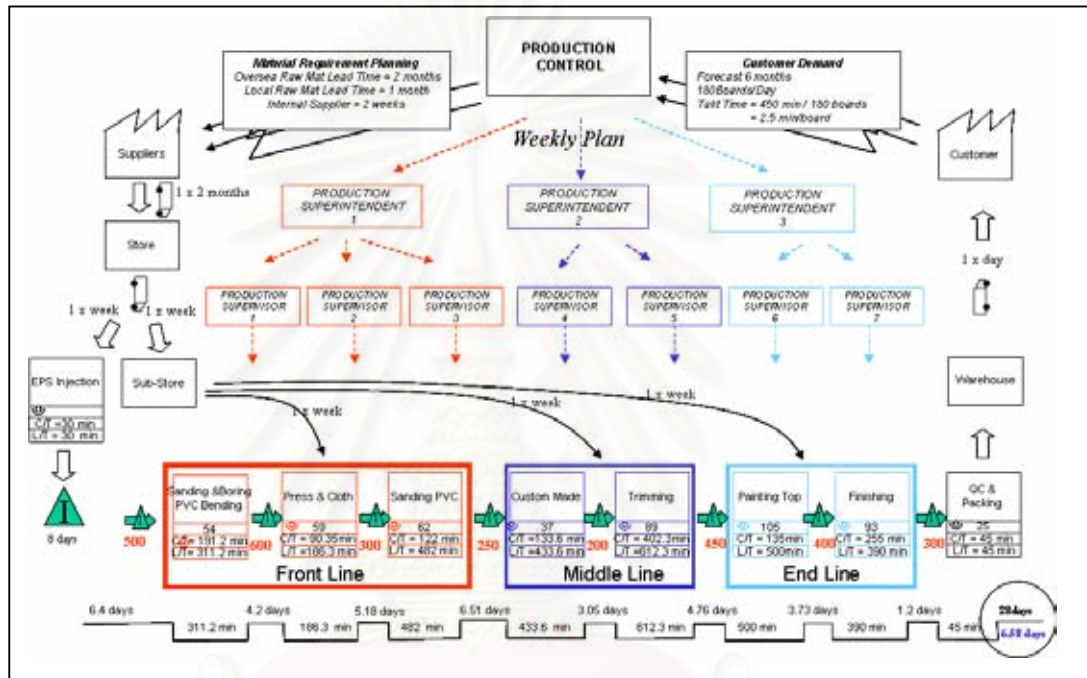 PRODUCTION
CONTROL
Material Requirement Planning
Oversea Raw Mat Lead Time = 2 months
Local Raw Mat Lead Time = 1 month
Internal Supplier = 2 weeks
Customer Demand
Forecast 6 months
180Boards/Day
Takt Time = 450 min / 180 boards
= 2.5 min/board
Suppliers
Weekly Plan
Customer
1 x 2 months
Store
PRODUCTION
SUPERINTENDENT
1
PRODUCTION
SUPERINTENDENT
2
PRODUCTION
SUPERINTENDENT
3
1 x day
1 x week
1 x week
PRODUCTION
SUPERVISOR
1
PRODUCTION
SUPERVISOR
2
PRODUCTION
SUPERVISOR
3
PRODUCTION
SUPERVISOR
4
PRODUCTION
SUPERVISOR
5
PRODUCTION
SUPERVISOR
6
PRODUCTION
SUPERVISOR
7
EPS Injection
C/T =30 min
L/T = 30 min
Sub-Store
Warehouse
1 x week
1 x week
1 x week
I
8 days
500
Sanding &Boring
PVC Bending
54
C/T = 191.2 min
L/T = 311.2 min
600
Press & Cloth
59
C/T = 90.35min
L/T =186.3 min
300
Sanding PVC
62
C/T = 122 min
L/T = 482 min
Front Line
250
Custom Made
37
C/T =133.6 min
L/T =433.6 min
200
Trimming
89
C/T = 402.3min
L/T =612.3 min
Middle Line
450
Painting Top
105
C/T = 135min
L/T= 500min
400
Finishing
93
C/T = 255 min
L/T = 390 min
End Line
300
QC &
Packing
25
C/T = 45 min
L/T = 45 min
6.4 days
4.2 days
5.18 days
6.51 days
3.05 days
4.76 days
3.73 days
1.2 days
28days
311.2 min
186.3 min
482 min
433.6 min
612.3 min
500 min
390 min
45 min
6.58 days